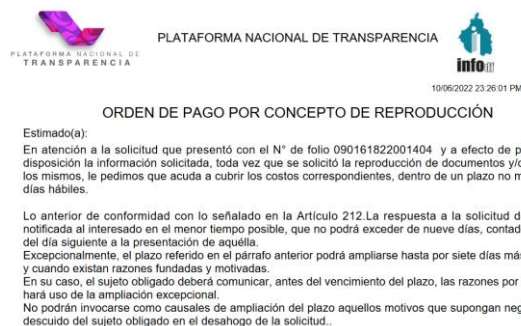 PLATAFORMA NACIONAL DE TRANSPARENCIA
PLATAFORMA NACIONAL DE
TRANSPARENCIA
info
10/06/2022 23:26:01 PM
ORDEN DE PAGO POR CONCEPTO DE REPRODUCCIÓN
Estimado(a):
En atención a la solicitud que presentó con el N° de folio 090161822001404 y a efecto de p
disposición la información solicitada, toda vez que se solicitó la reproducción de documentos y/
los mismos, le pedimos que acuda a cubrir los costos correspondientes, dentro de un plazo no m
días hábiles.
Lo anterior de conformidad con lo señalado en la Artículo 212.La respuesta a la solicitud d
notificada al interesado en el menor tiempo posible, que no podrá exceder de nueve días, contad
del día siguiente a la presentación de aquélla.
Excepcionalmente, el plazo referido en el párrafo anterior podrá ampliarse hasta por siete días más
y cuando existan razones fundadas y motivadas.
En su caso, el sujeto obligado deberá comunicar, antes del vencimiento del plazo, las razones por
hará uso de la ampliación excepcional.
No podrán invocarse como causales de ampliación del plazo aquellos motivos que supongan neg
descuido del sujeto obligado en el desahogo de la solicitud..